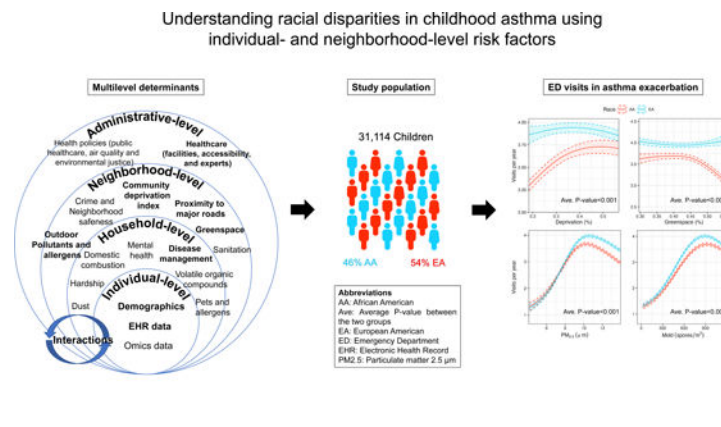 Understanding racial disparities in childhood asthma using
individual- and neighborhood-level risk factors
Multilevel determinants
Administrative-level
Health policies (public
healthcare, air quality and
environmental justice)
Healthcare
(facilities, accessibility,
and experts)
Neighborhood-level
Community
deprivation
index
Crime and
Neighborhood
safeness
Proximity to
major roads
Greenspace
Outdoor
Pollutants and
allergens
Household-level
Mental
health
Domestic
combustion
Disease
management
Sanitation
Hardship
Volatile organic
compounds
Individual-level
Dust
Demographics
Pets and
allergens
EHR data
Interactions
Omics data
Study population
31,114 Children
46% AA
54% EA
Abbreviations
AA: African American
Ave: Average P-value between
the two groups
EA: European American
ED: Emergency Department
EHR: Electronic Health Record
PM2.5: Particulate matter 2.5 μm
ED visits in asthma exacerbation
Race AA EA
Visits per year
Ave. P-value<0.001
Deprivation (%)
Ave. P-value<0.00
Greenspace (%)
Visits per year
Ave. P-value<0.001
Ave. P-value<0.00